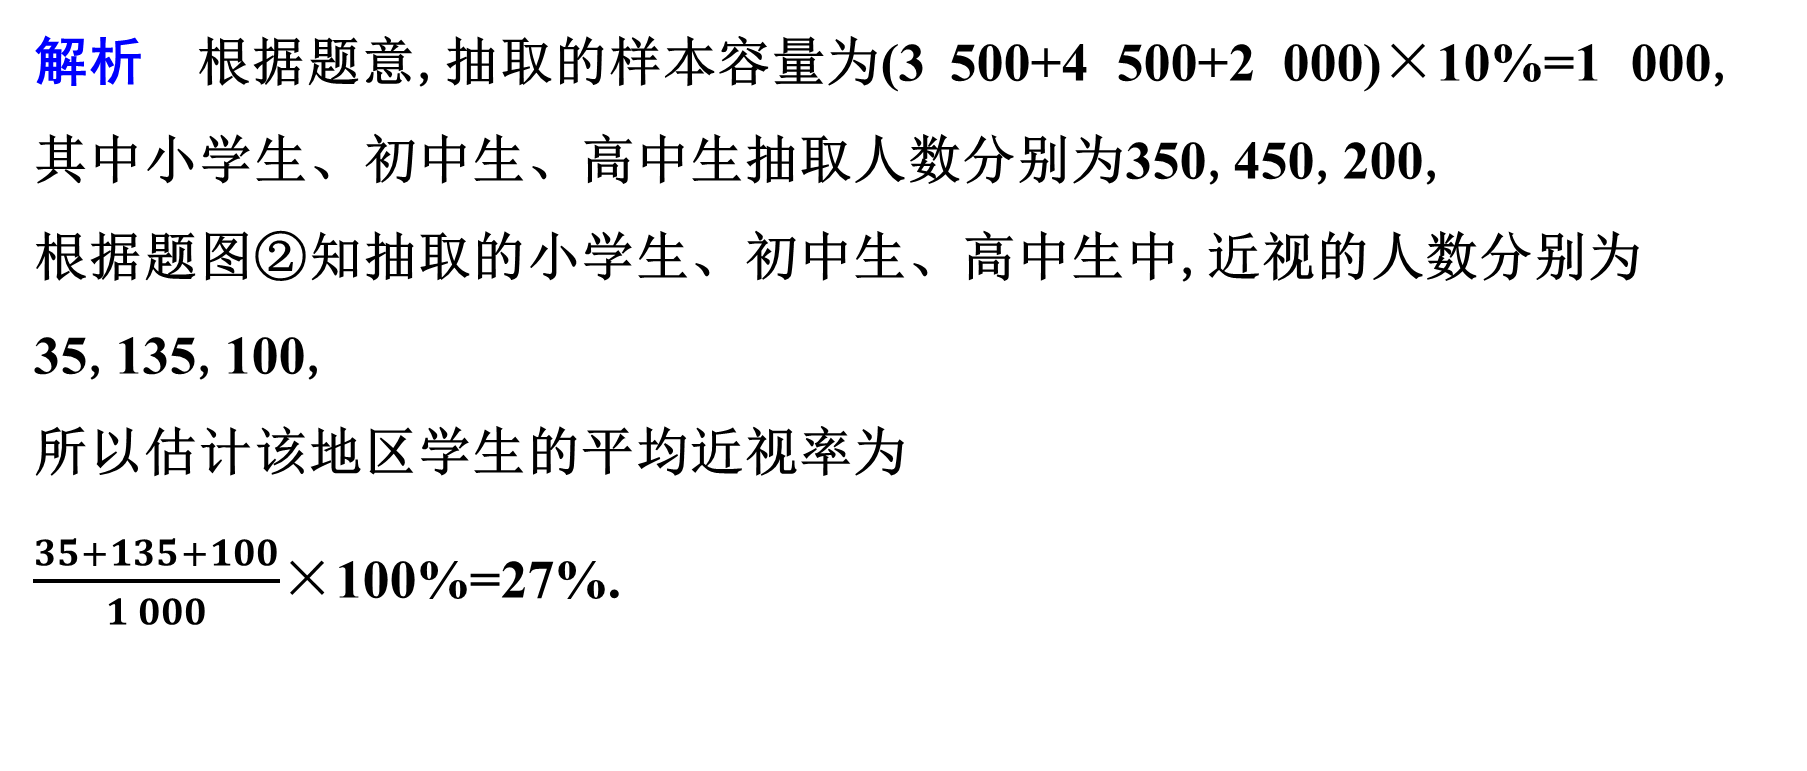 解析　根据题意,抽取的样本容量为(3 500+4 500+2 000)×10%=1 000,
其中小学生、初中生、高中生抽取人数分别为350, 450, 200,
根据题图②知抽取的小学生、初中生、高中生中,近视的人数分别为
35, 135, 100,
所以估计该地区学生的平均近视率为
35+135+100
×100%=27%.
1 000